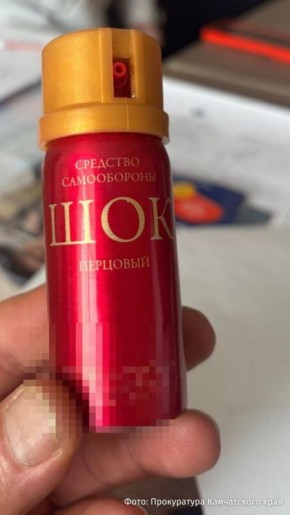 СРЕДСТВО
САМООБОРОНЫ
ШОК
ПЕРЦОВЫЙ
Фото: Прокуратура Камчатского края